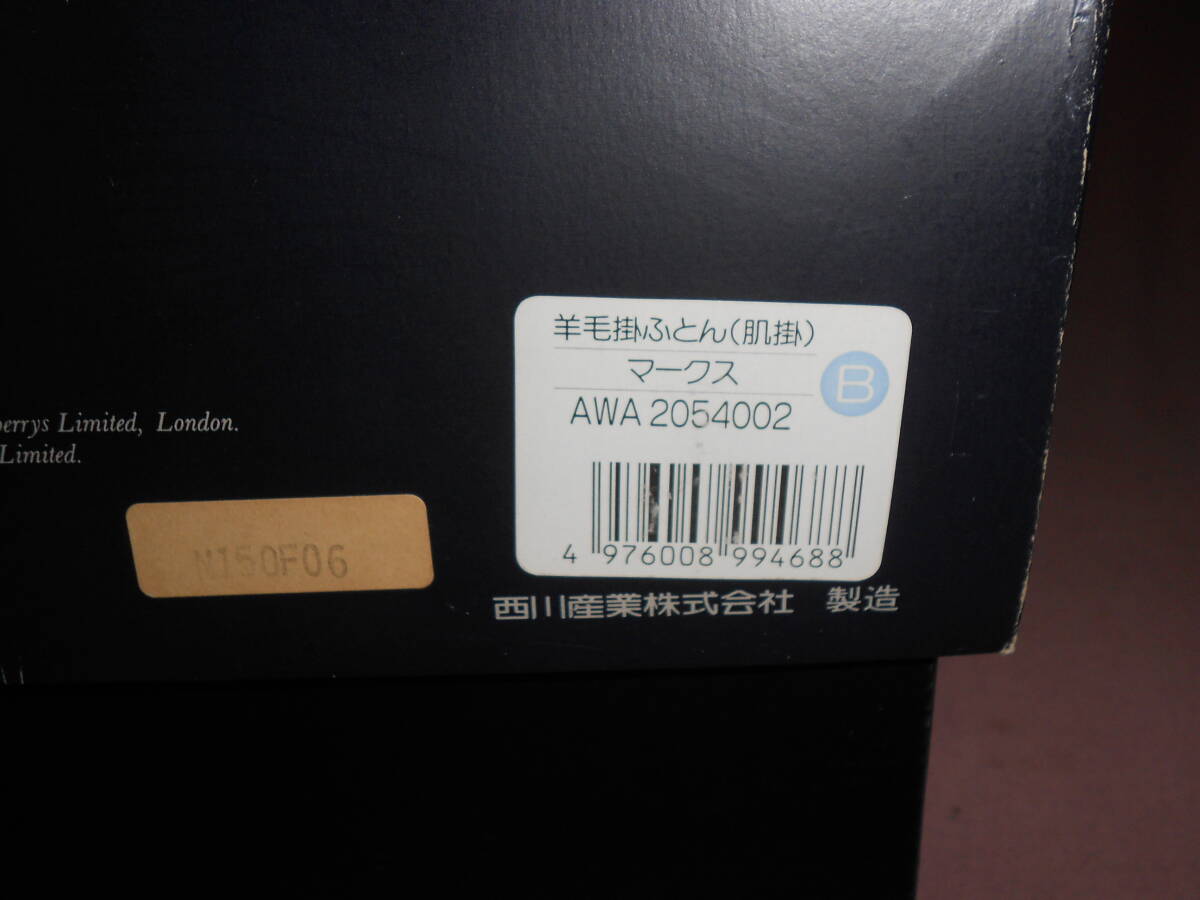 羊毛掛ふとん(肌掛)
マークス
B
AWA 2054002
4 976008 994688
Limited, London.
Limited.
N150F06
西川産業株式会社 製造